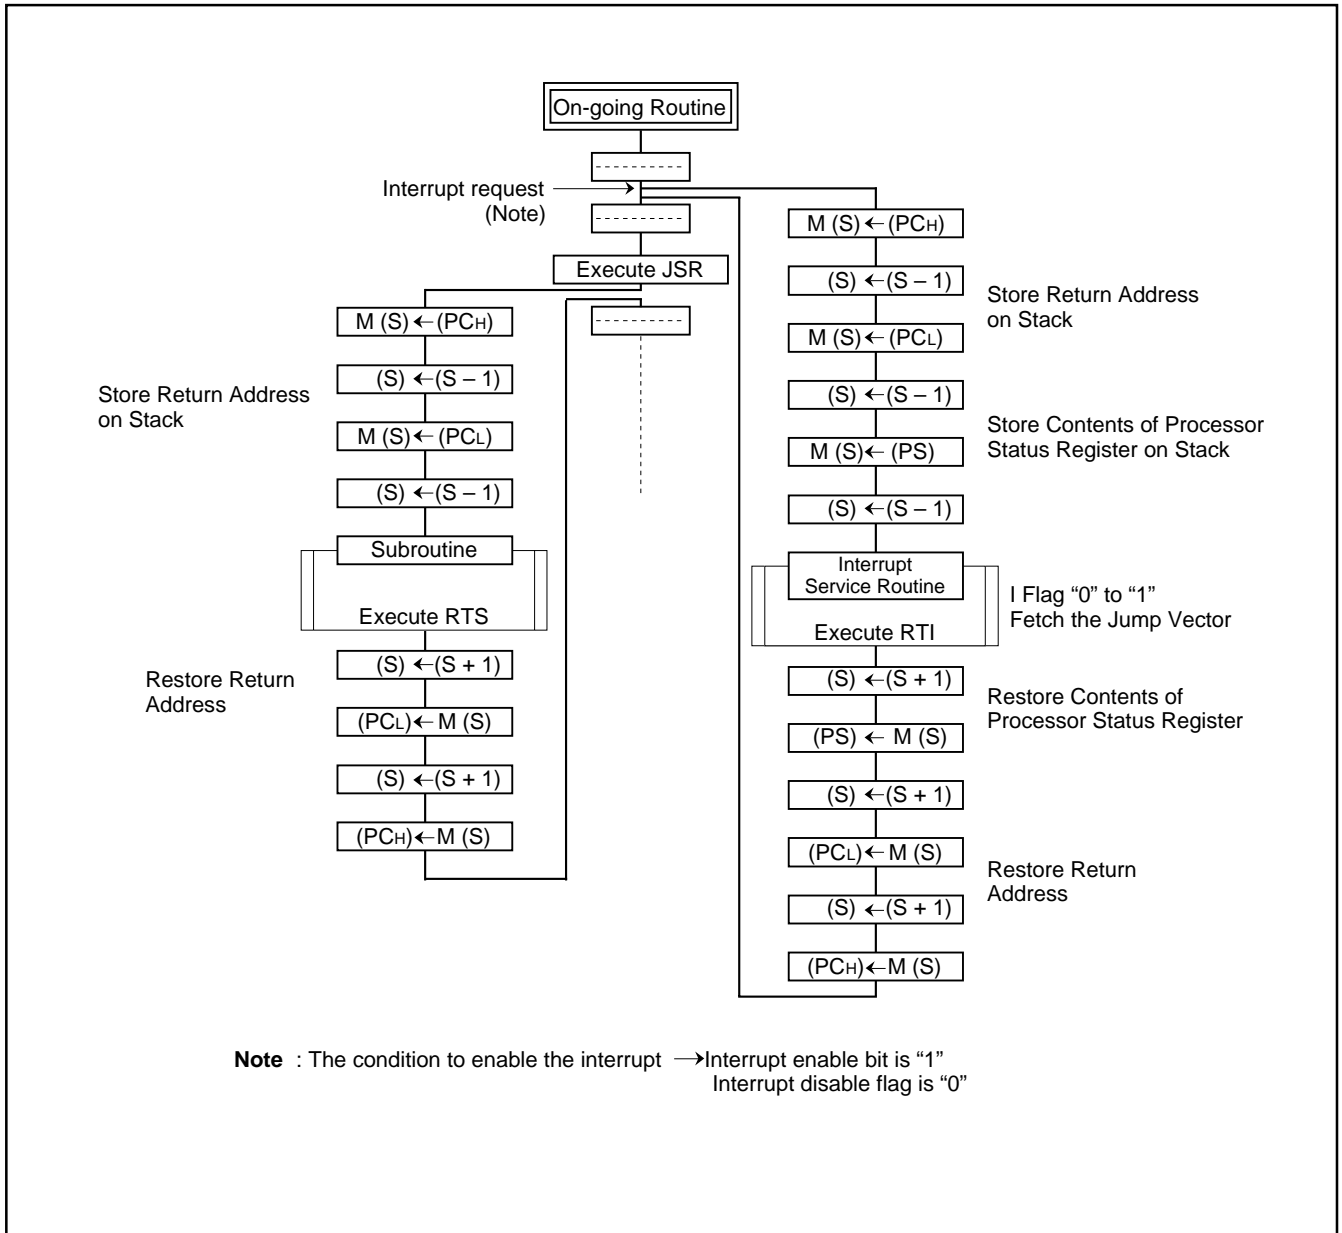 On-going Routine
Interrupt request
(Note)
Execute JSR
M (S) ← (PCH)
(S) ← (S – 1)
M (S) ← (PCL)
(S) ← (S – 1)
Store Return Address
on Stack
Subroutine
Execute RTS
(S) ← (S + 1)
(PCL) ← M (S)
(S) ← (S + 1)
(PCH) ← M (S)
Restore Return
Address
M (S) ← (PCH)
(S) ← (S – 1)
M (S) ← (PCL)
(S) ← (S – 1)
M (S) ← (PS)
(S) ← (S – 1)
Store Return Address
on Stack
Store Contents of Processor
Status Register on Stack
Interrupt
Service Routine
Execute RTI
I Flag “0” to “1”
Fetch the Jump Vector
(S) ← (S + 1)
(PS) ← M (S)
(S) ← (S + 1)
(PCL) ← M (S)
(S) ← (S + 1)
(PCH) ← M (S)
Restore Contents of
Processor Status Register
Restore Return
Address
Note : The condition to enable the interrupt → Interrupt enable bit is “1”
Interrupt disable flag is “0”